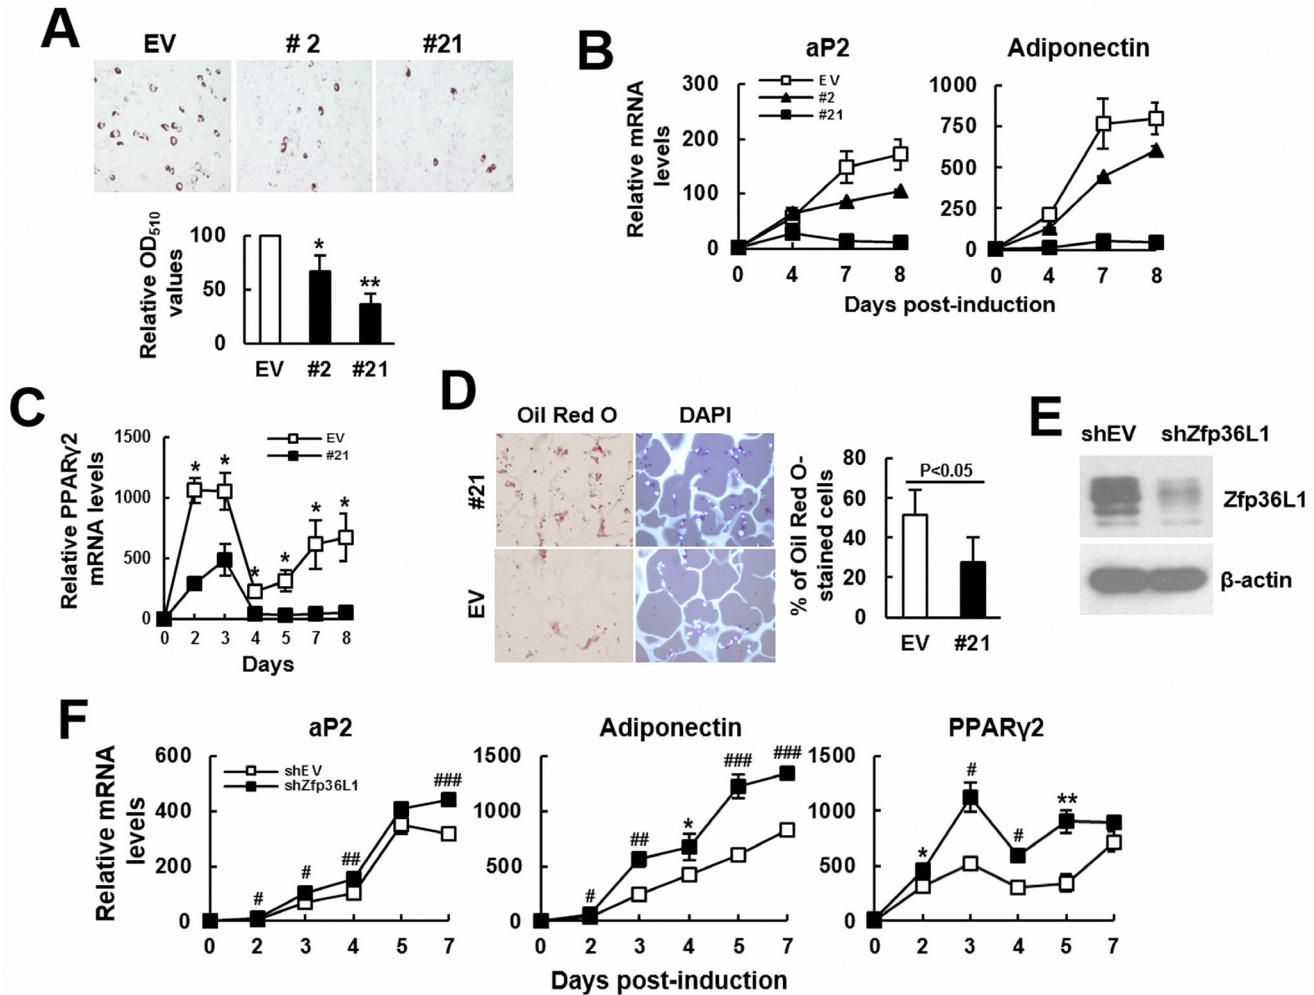 A
EV # 2 #21
Relative OD510
values
100
50
0
* **
EV #2 #21
B
aP2
Relative mRNA
levels
300
200
100
0
EV
#2
#21
0 4 7 8
Adiponectin
1000
750
500
250
0
0 4 7 8
Days post-induction
C
Relative PPARγ2
mRNA levels
1500
1000
500
0
EV
#21
* * * * * *
0 2 3 4 5 7 8
Days
D
Oil Red O DAPI
#21
EV
% of Oil Red O-
stained cells
80
60
40
20
0
P<0.05
EV #21
E
shEV shZfp36L1
Zfp36L1
β-actin
F
aP2
Relative mRNA
levels
600
400
200
0
shEV
shZfp36L1
# # ## ###
0 2 3 4 5 7
Adiponectin
1500
1000
500
0
# ## * ### ###
0 2 3 4 5 7
PPARγ2
1500
1000
500
0
* # # **
0 2 3 4 5 7
Days post-induction